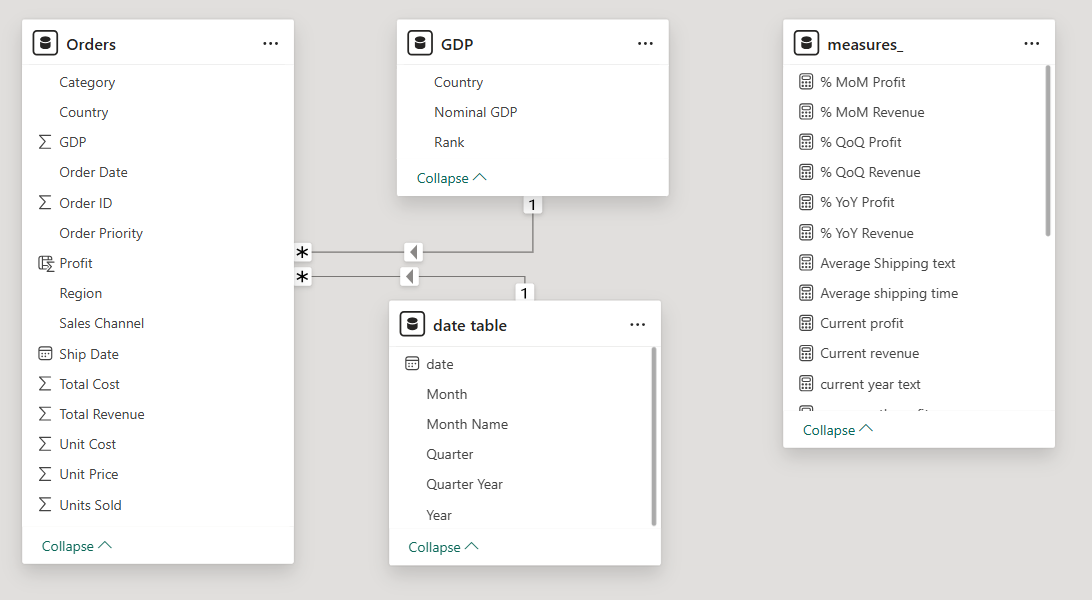 Orders
Category
Country
GDP
Order Date
Order ID
Order Priority
Profit
Region
Sales Channel
Ship Date
Total Cost
Total Revenue
Unit Cost
Unit Price
Units Sold
Collapse
GDP
Country
Nominal GDP
Rank
Collapse
1
*
*
1
date table
date
Month
Month Name
Quarter
Quarter Year
Year
Collapse
measures_
% MoM Profit
% MoM Revenue
% QoQ Profit
% QoQ Revenue
% YoY Profit
% YoY Revenue
Average Shipping text
Average shipping time
Current profit
Current revenue
current year text
Collapse